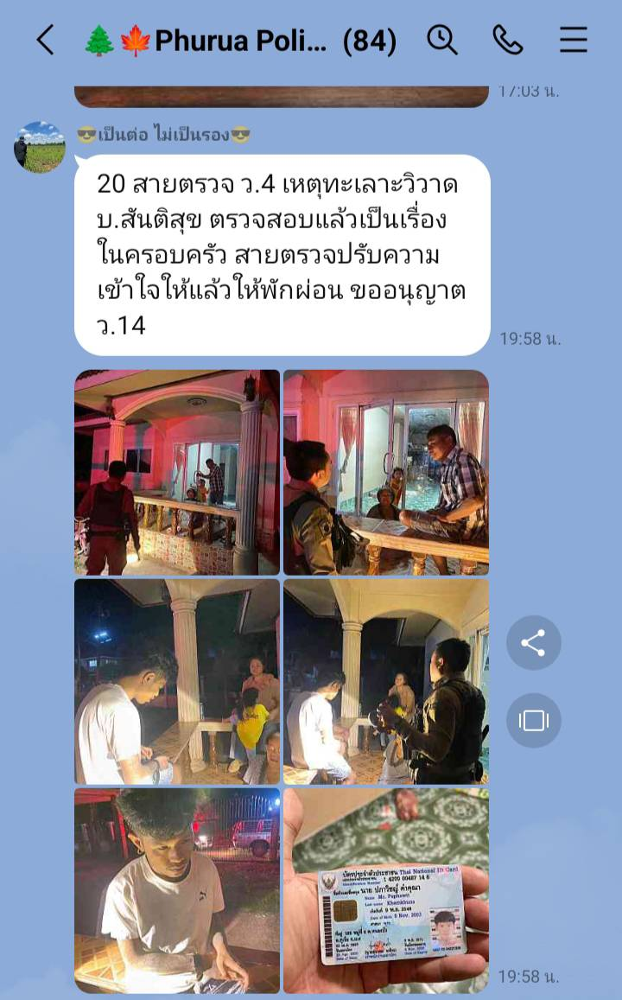 🌲🍁Phurua Poli... (84)
17:03 น.
😎เป็นต่อ ไม่เป็นรอง😎
20 สายตรวจ ว.4 เหตุทะเลาะวิวาด
บ.สันติสุข ตรวจสอบแล้วเป็นเรื่อง
ในครอบครัว สายตรวจปรับความ
เข้าใจให้แล้วให้พักผ่อน ขออนุญาต
ว.14
19:58 น.
บัตรประจำตัวประชาชน Thai National ID Card
19:58 น.